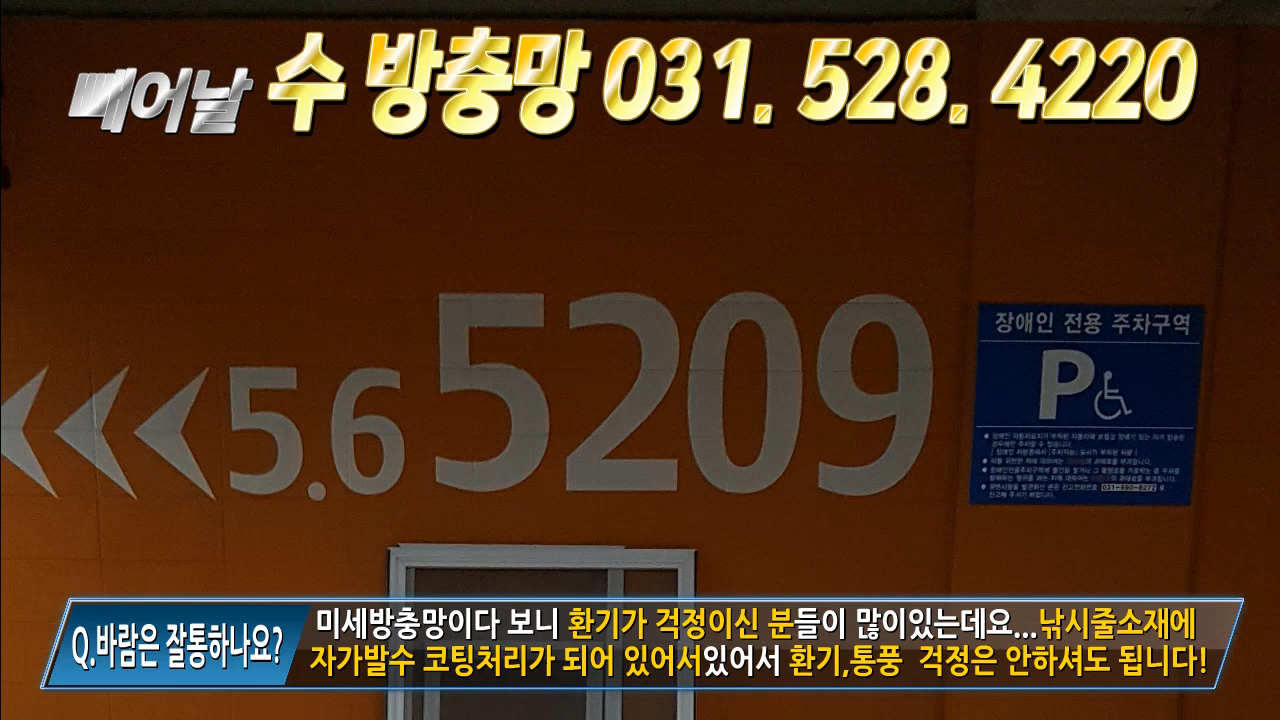 빼어날 수 방충망 031. 528. 4220
5.6 5209
장애인 전용 주차구역
P
Q.바람은 잘통하나요?
미세방충망이다 보니 환기가 걱정이신 분들이 많이있는데요...낚시줄소재에
자가발수 코팅처리가 되어 있어서있어서 환기,통풍 걱정은 안하셔도 됩니다!